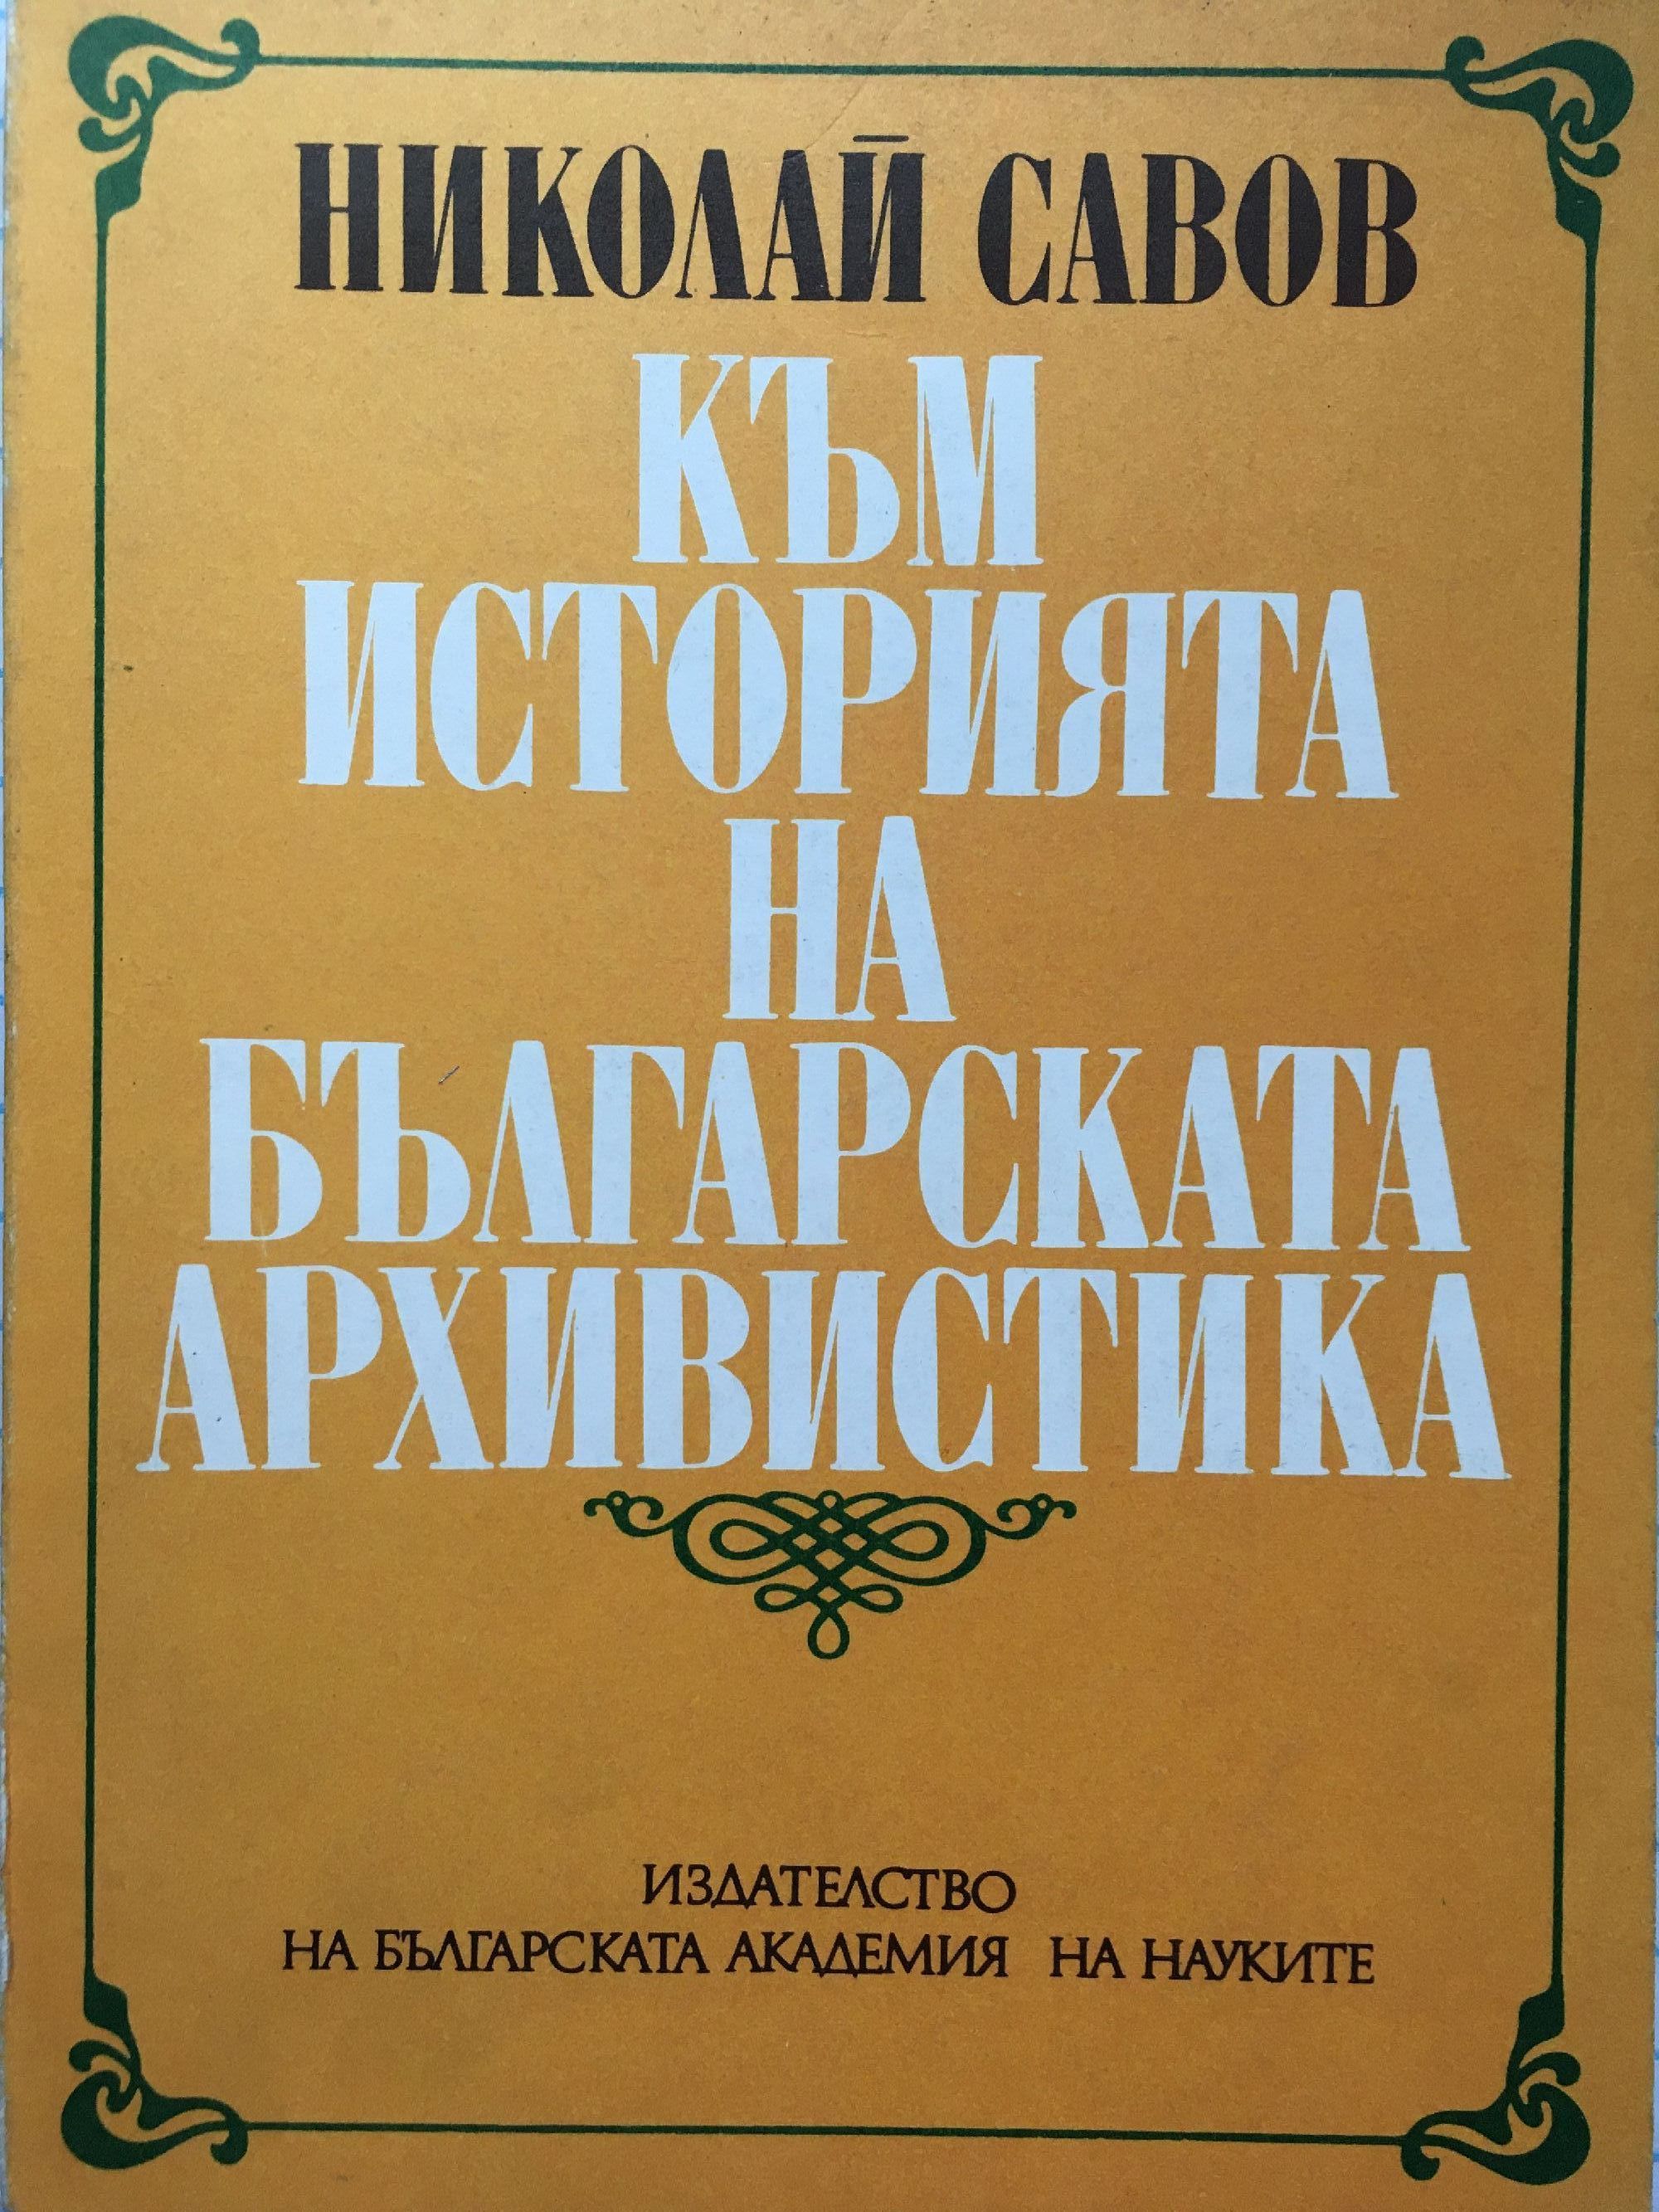 НИКОЛАЙ САВОВ
КЪМ
ИСТОРИЯТА
НА
БЪЛГАРСКАТА
АРХИВИСТИКА
ИЗДАТЕЛСТВО
НА БЪЛГАРСКАТА АКАДЕМИЯ НА НАУКИТЕ